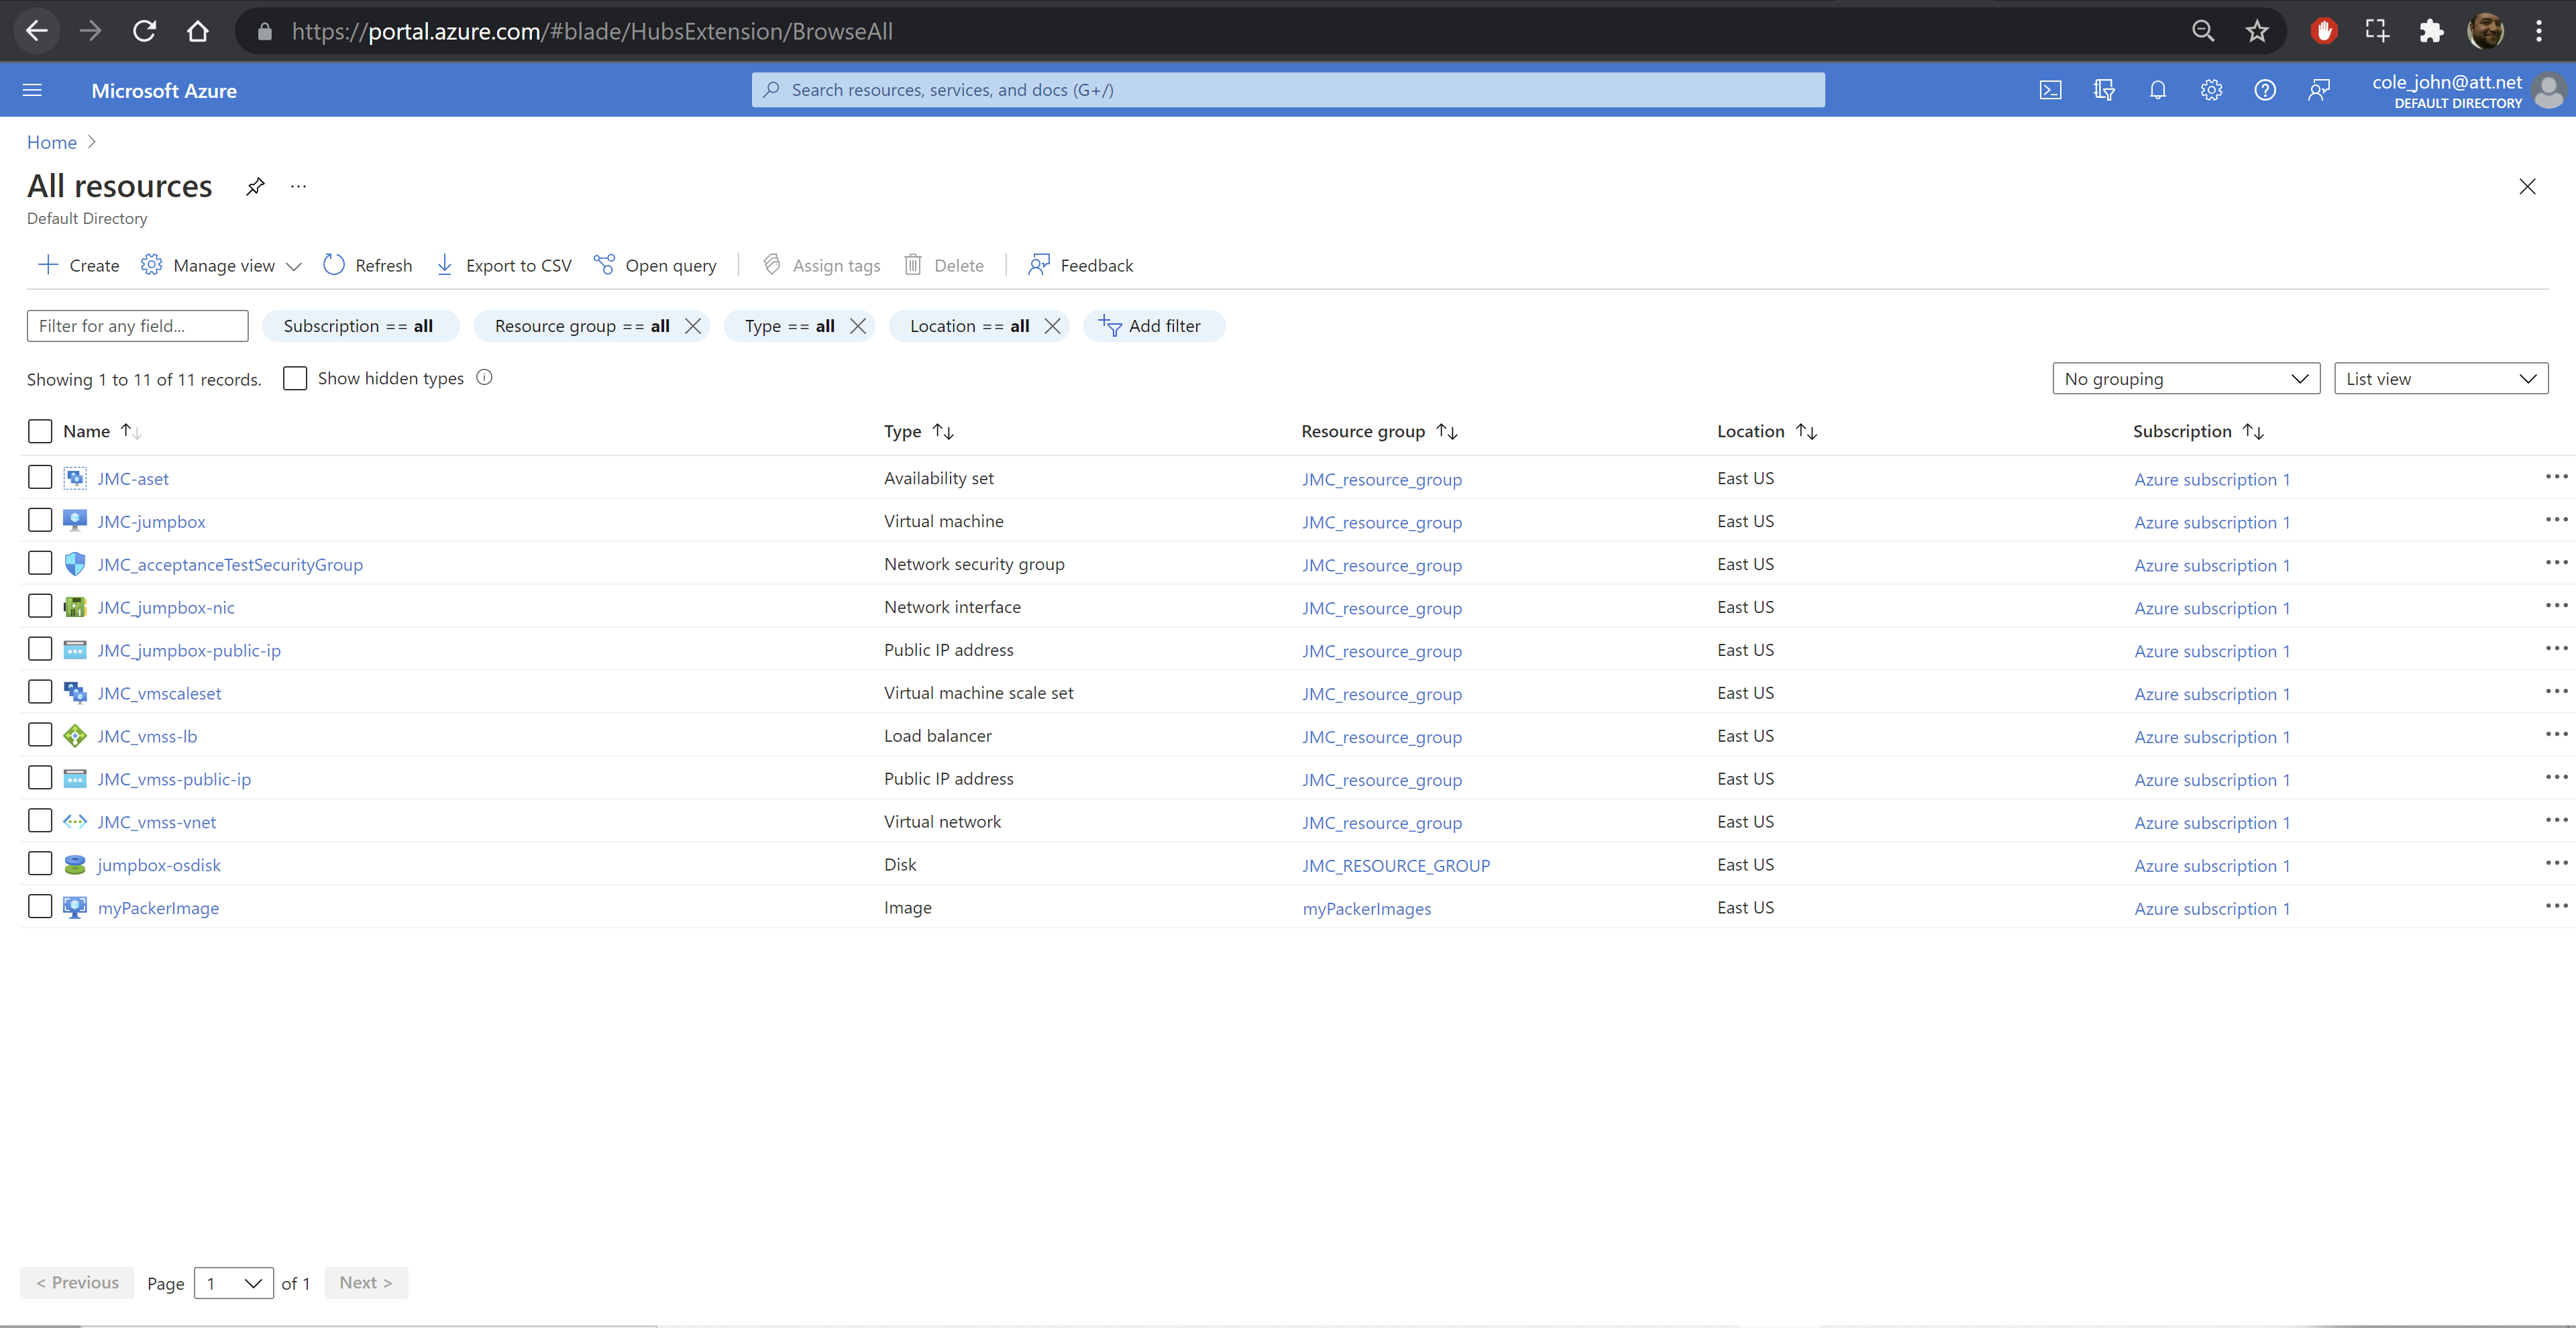 https://portal.azure.com/#blade/HubsExtension/BrowseAll
Microsoft Azure
Search resources, services, and docs (G+/)
cole_john@att.net
DEFAULT DIRECTORY
Home
All resources
Default Directory
Create Manage view Refresh Export to CSV Open query Assign tags Delete Feedback
Filter for any field... Subscription == all Resource group == all Type == all Location == all Add filter
Showing 1 to 11 of 11 records. Show hidden types No grouping List view
Name Type Resource group Location Subscription
JMC-aset Availability set JMC_resource_group East US Azure subscription 1
JMC-jumpbox Virtual machine JMC_resource_group East US Azure subscription 1
JMC_acceptanceTestSecurityGroup Network security group JMC_resource_group East US Azure subscription 1
JMC_jumpbox-nic Network interface JMC_resource_group East US Azure subscription 1
JMC_jumpbox-public-ip Public IP address JMC_resource_group East US Azure subscription 1
JMC_vmscaleset Virtual machine scale set JMC_resource_group East US Azure subscription 1
JMC_vmss-lb Load balancer JMC_resource_group East US Azure subscription 1
JMC_vmss-public-ip Public IP address JMC_resource_group East US Azure subscription 1
JMC_vmss-vnet Virtual network JMC_resource_group East US Azure subscription 1
jumpbox-osdisk Disk JMC_RESOURCE_GROUP East US Azure subscription 1
myPackerImage Image myPackerImages East US Azure subscription 1
< Previous Page 1 of 1 Next >